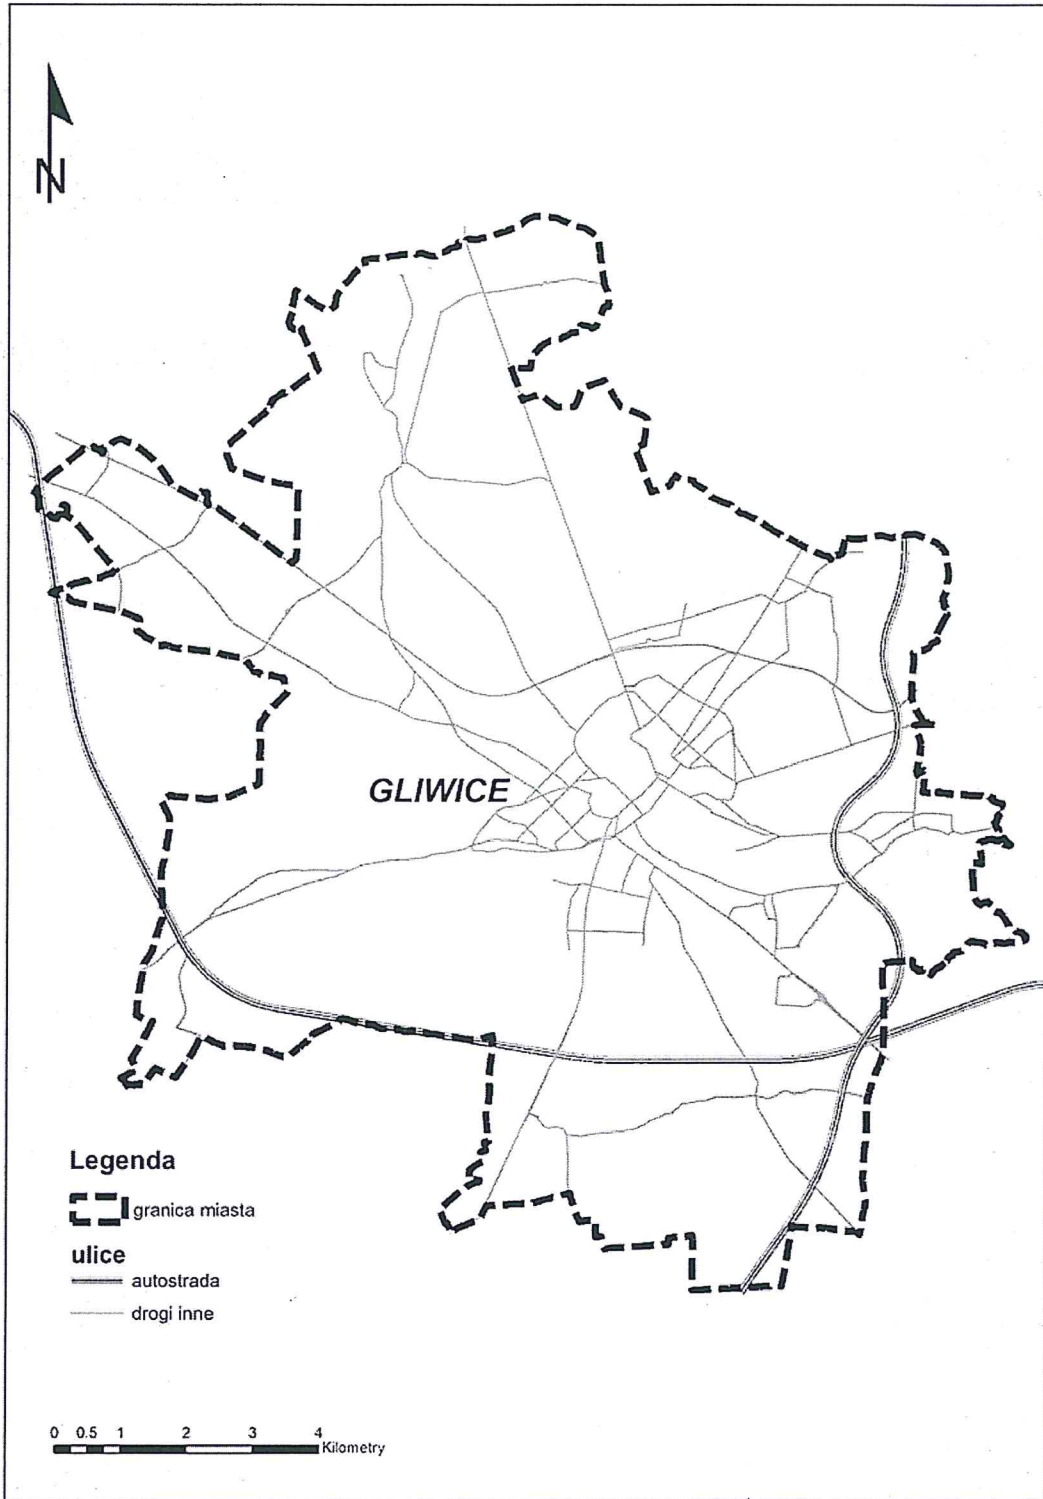 N
GLIWICE
Legenda
granica miasta
ulice
autostrada
drogi inne
0 0.5 1 2 3 4
Kilometry